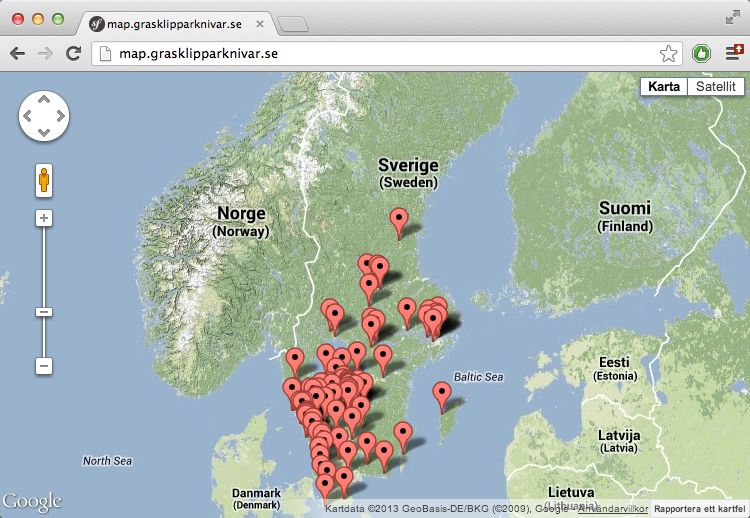 map.grasklipparknivar.se
map.grasklipparknivar.se
Karta Satellit
Sverige
(Sweden)
Norge
(Norway)
Suomi
(Finland)
Eesti
(Estonia)
Baltic Sea
Latvija
(Latvia)
North Sea
Danmark
(Denmark)
Lietuva
(Lithuania)
Google
Kartdata ©2013 GeoBasis-DE/BKG (©2009), Google - Användarvillkor Rapportera ett kartfel